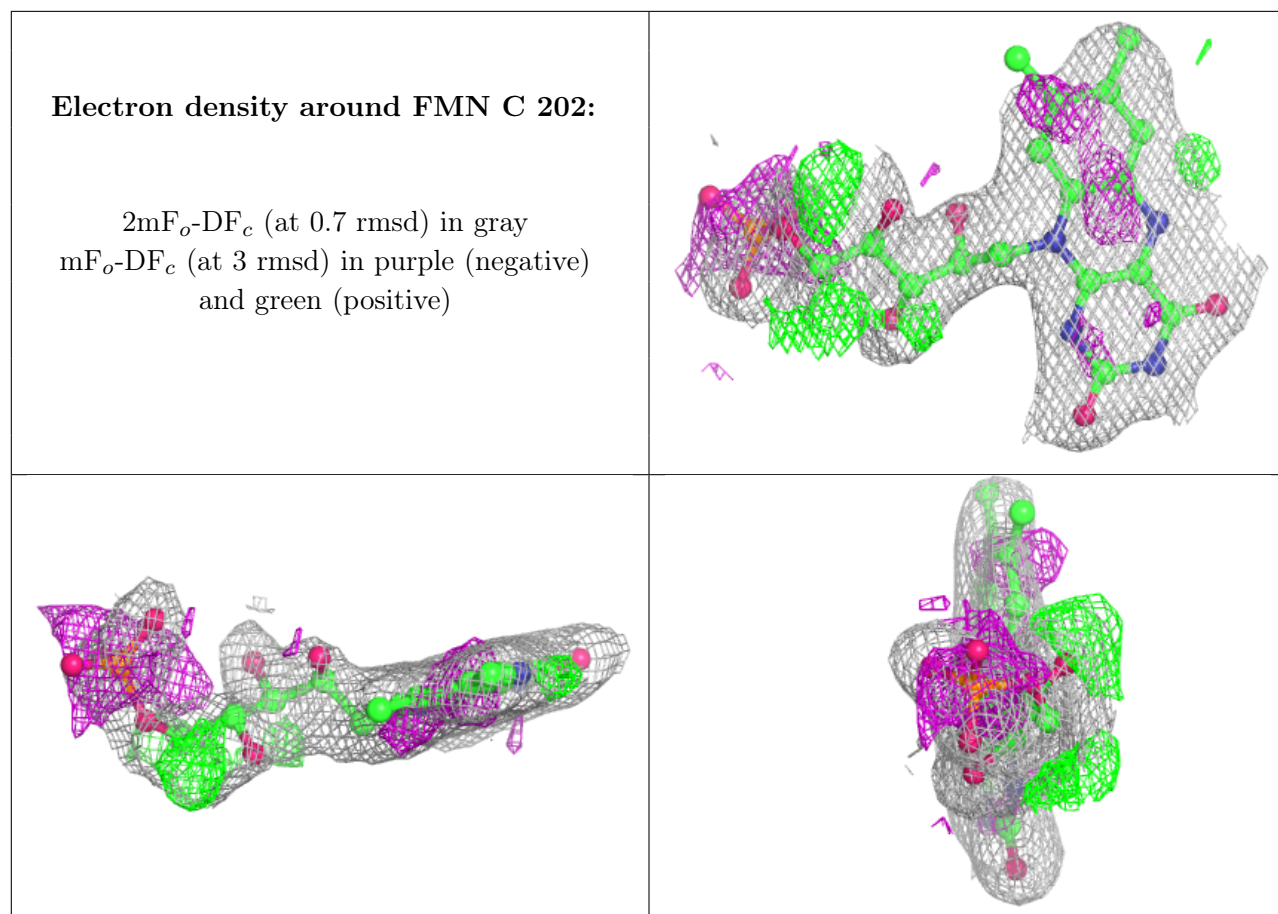 Electron density around FMN C 202:
2mFo-DFc (at 0.7 rmsd) in gray
mFo-DFc (at 3 rmsd) in purple (negative)
and green (positive)